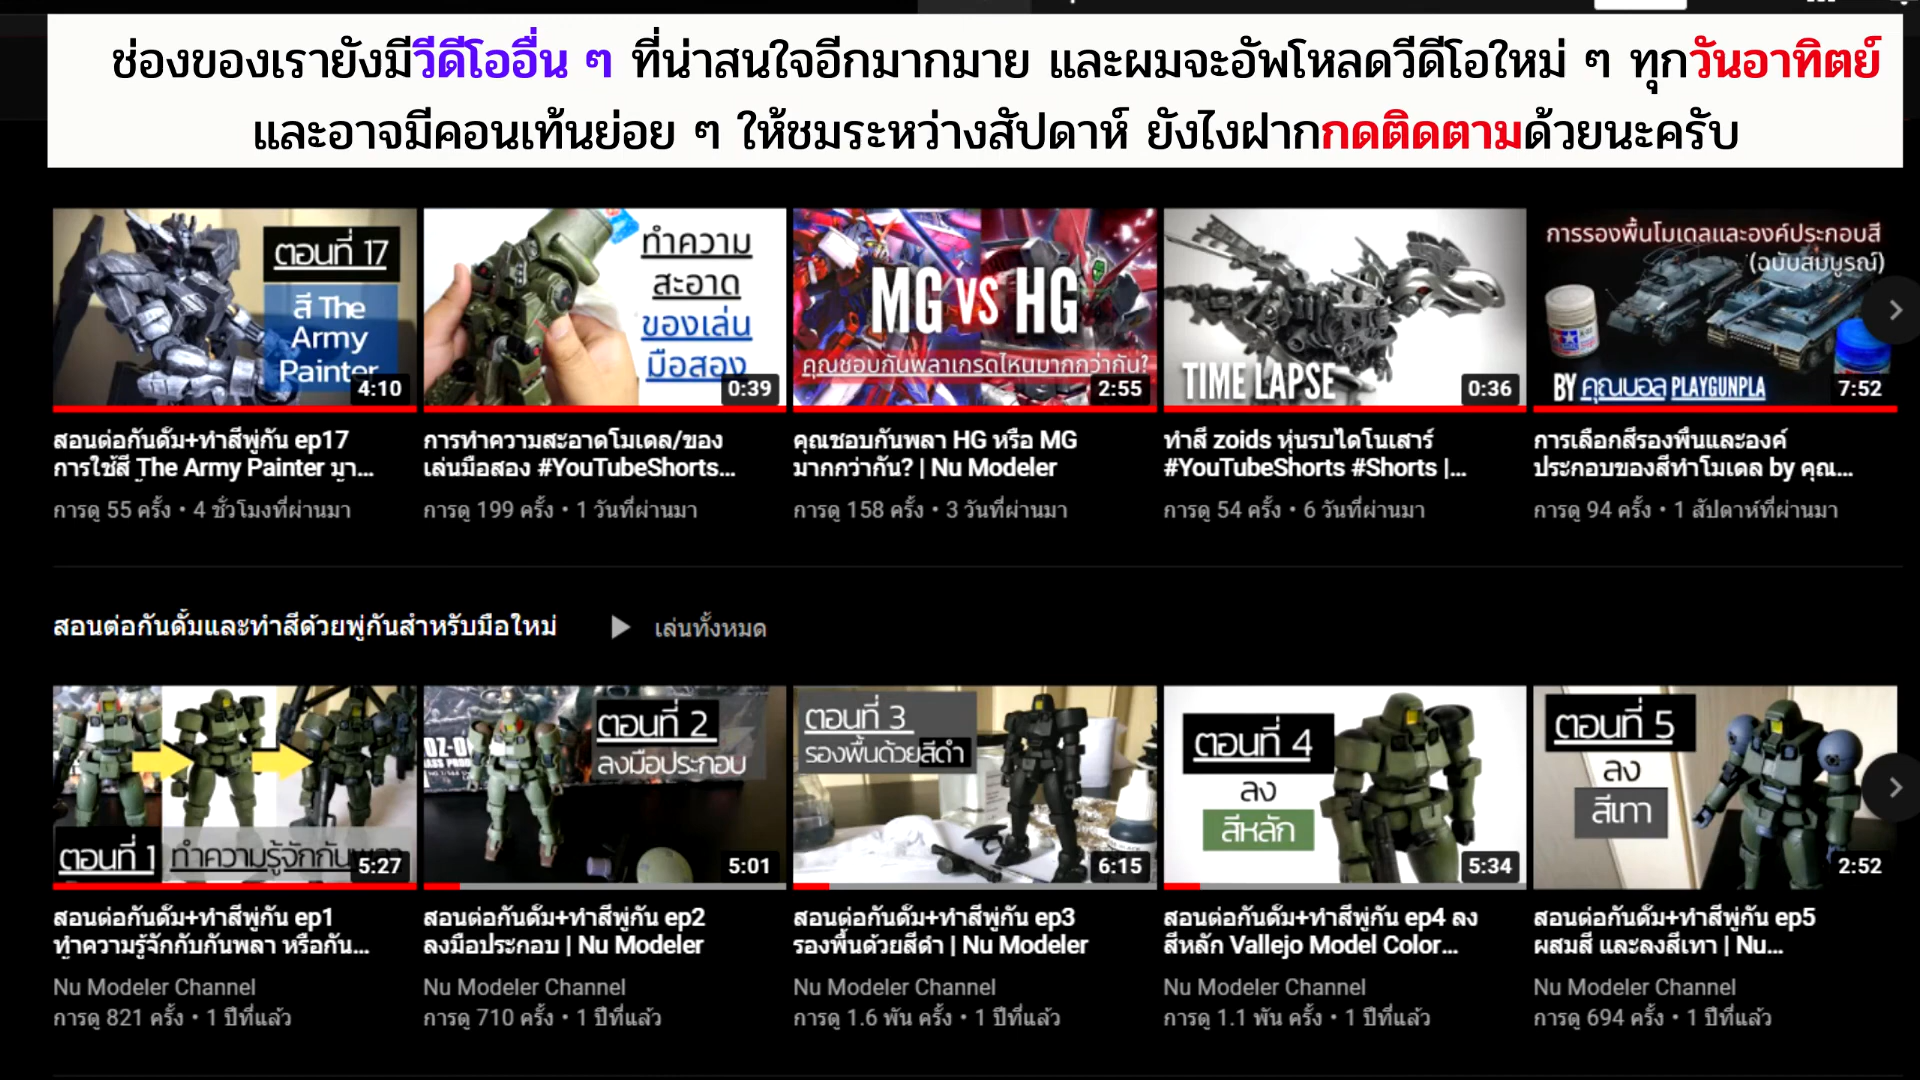 ช่องของเรายังมีวีดีโออื่น ๆ ที่น่าสนใจอีกมากมาย และผมจะอัพโหลดวีดีโอใหม่ ๆ ทุกวันอาทิตย์
และอาจมีคอนเท้นย่อย ๆ ให้ชมระหว่างสัปดาห์ ยังไงฝากกดติดตามด้วยนะครับ
ตอนที่ 17
สี The
Army
Painter
4:10
ทำความ
สะอาด
ของเล่น
มือสอง
0:39
MG VS HG
คุณชอบกันพลาเกรดไหนมากกว่ากัน?
2:55
TIME LAPSE
0:36
การรองพื้นโมเดลและองค์ประกอบสี
(ฉบับสมบูรณ์)
BY คุณบอล PLAYGUNPLA
7:52
สอนต่อกันดั้ม+ทำสีพู่กัน ep17
การใช้สี The Army Painter มา...
การดู 55 ครั้ง • 4 ชั่วโมงที่ผ่านมา
การทำความสะอาดโมเดล/ของ
เล่นมือสอง #YouTubeShorts...
การดู 199 ครั้ง • 1 วันที่ผ่านมา
คุณชอบกันพลา HG หรือ MG
มากกว่ากัน? | Nu Modeler
การดู 158 ครั้ง • 3 วันที่ผ่านมา
ทำสี zoids หุ่นรบไดโนเสาร์
#YouTubeShorts #Shorts |...
การดู 54 ครั้ง • 6 วันที่ผ่านมา
การเลือกสีรองพื้นและองค์
ประกอบของสีทำโมเดล by คุณ...
การดู 94 ครั้ง • 1 สัปดาห์ที่ผ่านมา
สอนต่อกันดั้มและทำสีด้วยพู่กันสำหรับมือใหม่ เล่นทั้งหมด
ตอนที่ 1 ทำความรู้จักกัน
5:27
ตอนที่ 2
ลงมือประกอบ
5:01
ตอนที่ 3
รองพื้นด้วยสีดำ
6:15
ตอนที่ 4
ลง
สีหลัก
5:34
ตอนที่ 5
ลง
สีเทา
2:52
สอนต่อกันดั้ม+ทำสีพู่กัน ep1
ทำความรู้จักกับกันพลา หรือกัน...
Nu Modeler Channel
การดู 821 ครั้ง • 1 ปีที่แล้ว
สอนต่อกันดั้ม+ทำสีพู่กัน ep2
ลงมือประกอบ | Nu Modeler
Nu Modeler Channel
การดู 710 ครั้ง • 1 ปีที่แล้ว
สอนต่อกันดั้ม+ทำสีพู่กัน ep3
รองพื้นด้วยสีดำ | Nu Modeler
Nu Modeler Channel
การดู 1.6 พัน ครั้ง • 1 ปีที่แล้ว
สอนต่อกันดั้ม+ทำสีพู่กัน ep4 ลง
สีหลัก Vallejo Model Color...
Nu Modeler Channel
การดู 1.1 พัน ครั้ง • 1 ปีที่แล้ว
สอนต่อกันดั้ม+ทำสีพู่กัน ep5
ผสมสี และลงสีเทา | Nu...
Nu Modeler Channel
การดู 694 ครั้ง • 1 ปีที่แล้ว